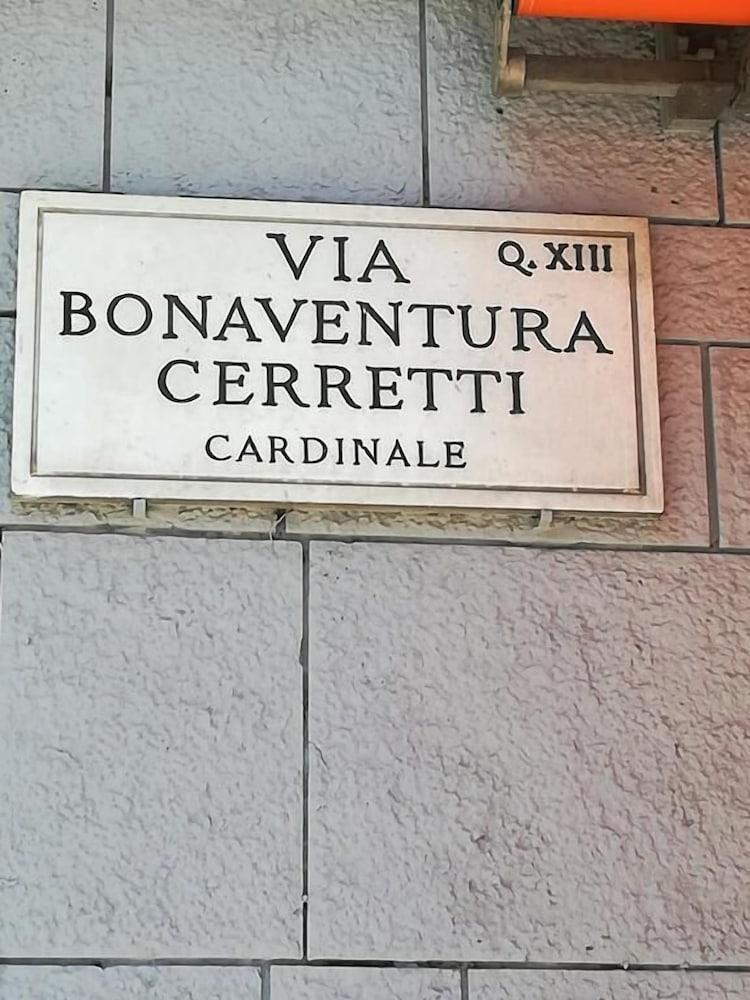 VIA Q. XIII
BONAVENTURA
CERRETTI
CARDINALE